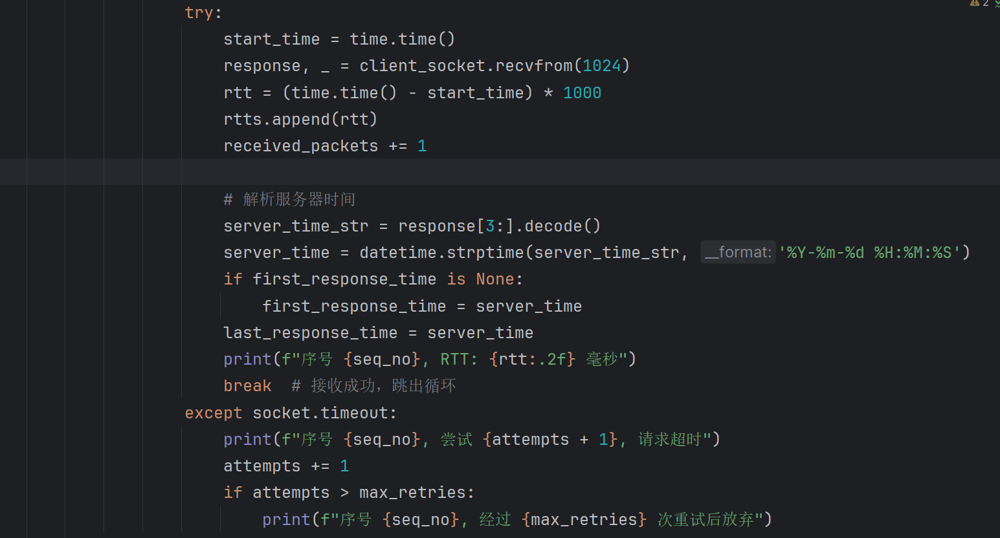 2
try:
start_time = time.time()
response, _ = client_socket.recvfrom(1024)
rtt = (time.time() - start_time) * 1000
rtts.append(rtt)
received_packets += 1
# 解析服务器时间
server_time_str = response[3:].decode()
server_time = datetime.strptime(server_time_str, __format: '%Y-%m-%d %H:%M:%S')
if first_response_time is None:
first_response_time = server_time
last_response_time = server_time
print(f"序号 {seq_no}, RTT: {rtt:.2f} 毫秒")
break  # 接收成功，跳出循环
except socket.timeout:
print(f"序号 {seq_no}, 尝试 {attempts + 1}, 请求超时")
attempts += 1
if attempts > max_retries:
print(f"序号 {seq_no}, 经过 {max_retries} 次重试后放弃")